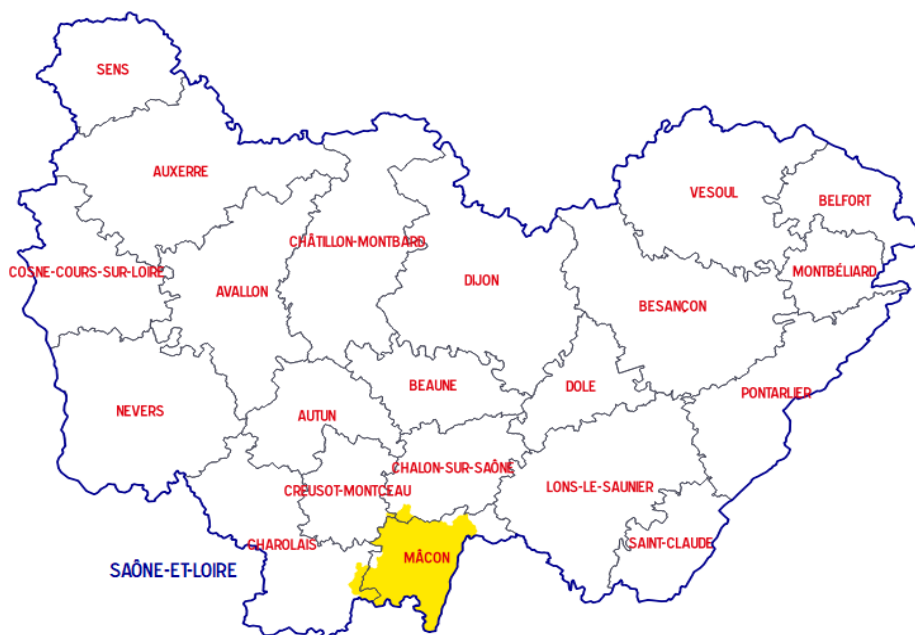 SENS
AUXERRE
VESOUL
BELFORT
CHÂTILLON-MONTBARD
COSNE-COURS-SUR-LOIRE
MONTBÉLIARD
DIJON
AVALLON
BESANÇON
BEAUNE
DOLE
PONTARLIER
NEVERS
AUTUN
CHALON-SUR-SAÔNE
CREUSOT-MONTCEAU
LONS-LE-SAUNIER
CHAROLAIS
SAINT-CLAUDE
MÂCON
SAÔNE-ET-LOIRE